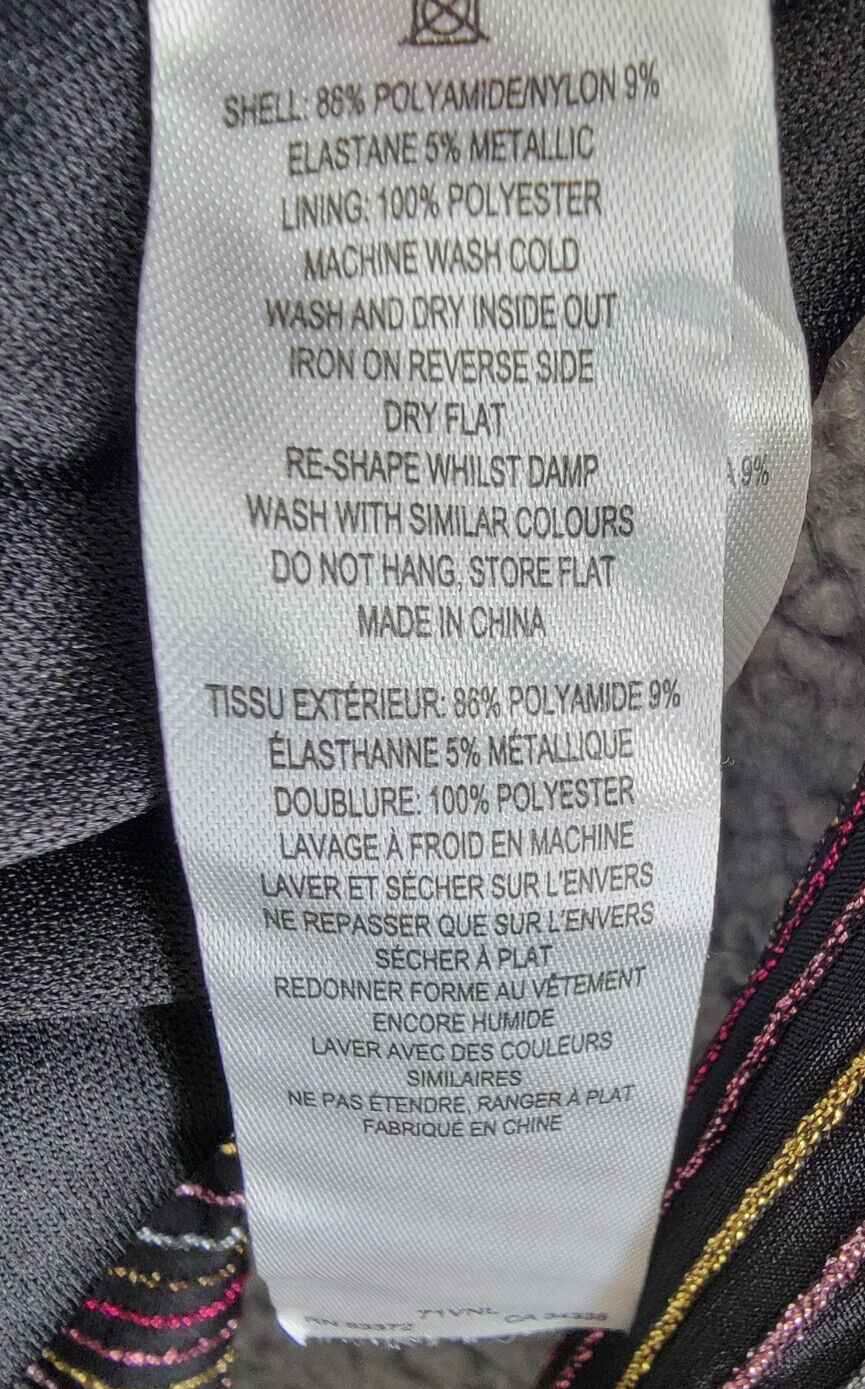 SHELL: 86% POLYAMIDE/NYLON 9%
ELASTANE 5% METALLIC
LINING: 100% POLYESTER
MACHINE WASH COLD
WASH AND DRY INSIDE OUT
IRON ON REVERSE SIDE
DRY FLAT
RE-SHAPE WHILST DAMP
A 9%
WASH WITH SIMILAR COLOURS
DO NOT HANG, STORE FLAT
MADE IN CHINA
TISSU EXTÉRIEUR: 86% POLYAMIDE 9%
ÉLASTHANNE 5% MÉTALLIQUE
DOUBLURE: 100% POLYESTER
LAVAGE À FROID EN MACHINE
LAVER ET SÉCHER SUR L'ENVERS
NE REPASSER QUE SUR L'ENVERS
SÉCHER À PLAT
REDONNER FORME AU VÊTEMENT
ENCORE HUMIDE
LAVER AVEC DES COULEURS
SIMILAIRES
NE PAS ÉTENDRE, RANGER À PLAT
FABRIQUÉ EN CHINE
RN 71VNL CA